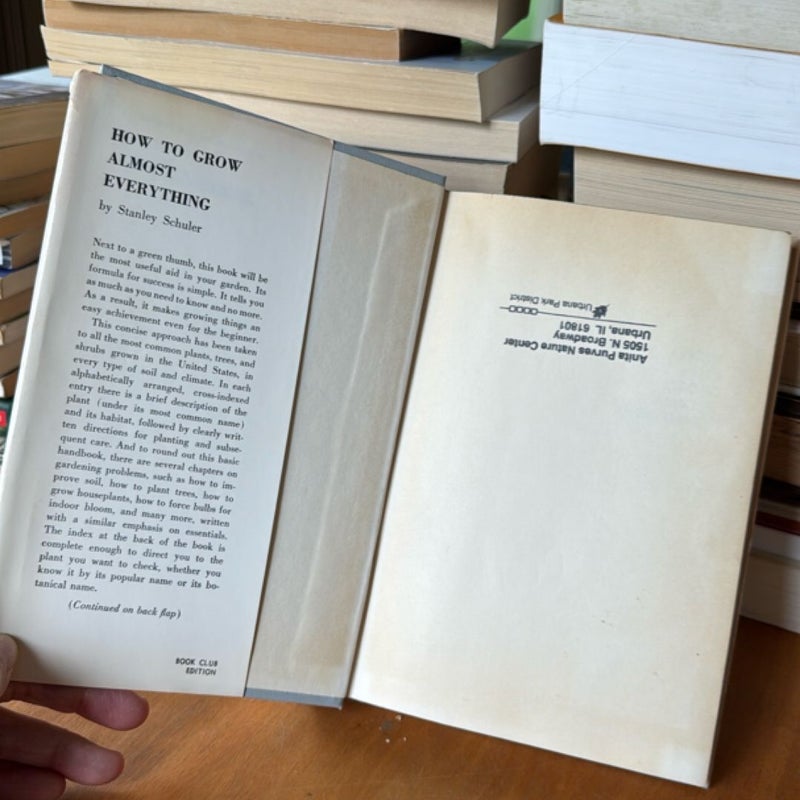 HOW TO GROW
ALMOST
EVERYTHING
by Stanley Schuler
Next to a green thumb, this book will be
the most useful aid in your garden. Its
formula for success is simple. It tells you
as much as you need to know and no more.
As a result, it makes growing things an
easy achievement even for the beginner.
This concise approach has been taken
to all the most common plants, trees, and
shrubs grown in the United States, in
every type of soil and climate. In each
alphabetically arranged, cross-indexed
entry there is a brief description of the
plant (under its most common name)
and its habitat, followed by clearly writ-
ten directions for planting and subse-
quent care. And to round out this basic
handbook, there are several chapters on
gardening problems, such as how to im-
prove soil, how to plant trees, how to
grow houseplants, how to force bulbs for
indoor bloom, and many more, written
with a similar emphasis on essentials.
The index at the back of the book is
complete enough to direct you to the
plant you want to check, whether you
know it by its popular name or its bo-
tanical name.
(Continued on back flap)
BOOK CLUB
EDITION
Anita Purves Nature Center
1505 N. Broadway
Urbana, IL 61801
Urbana Park District